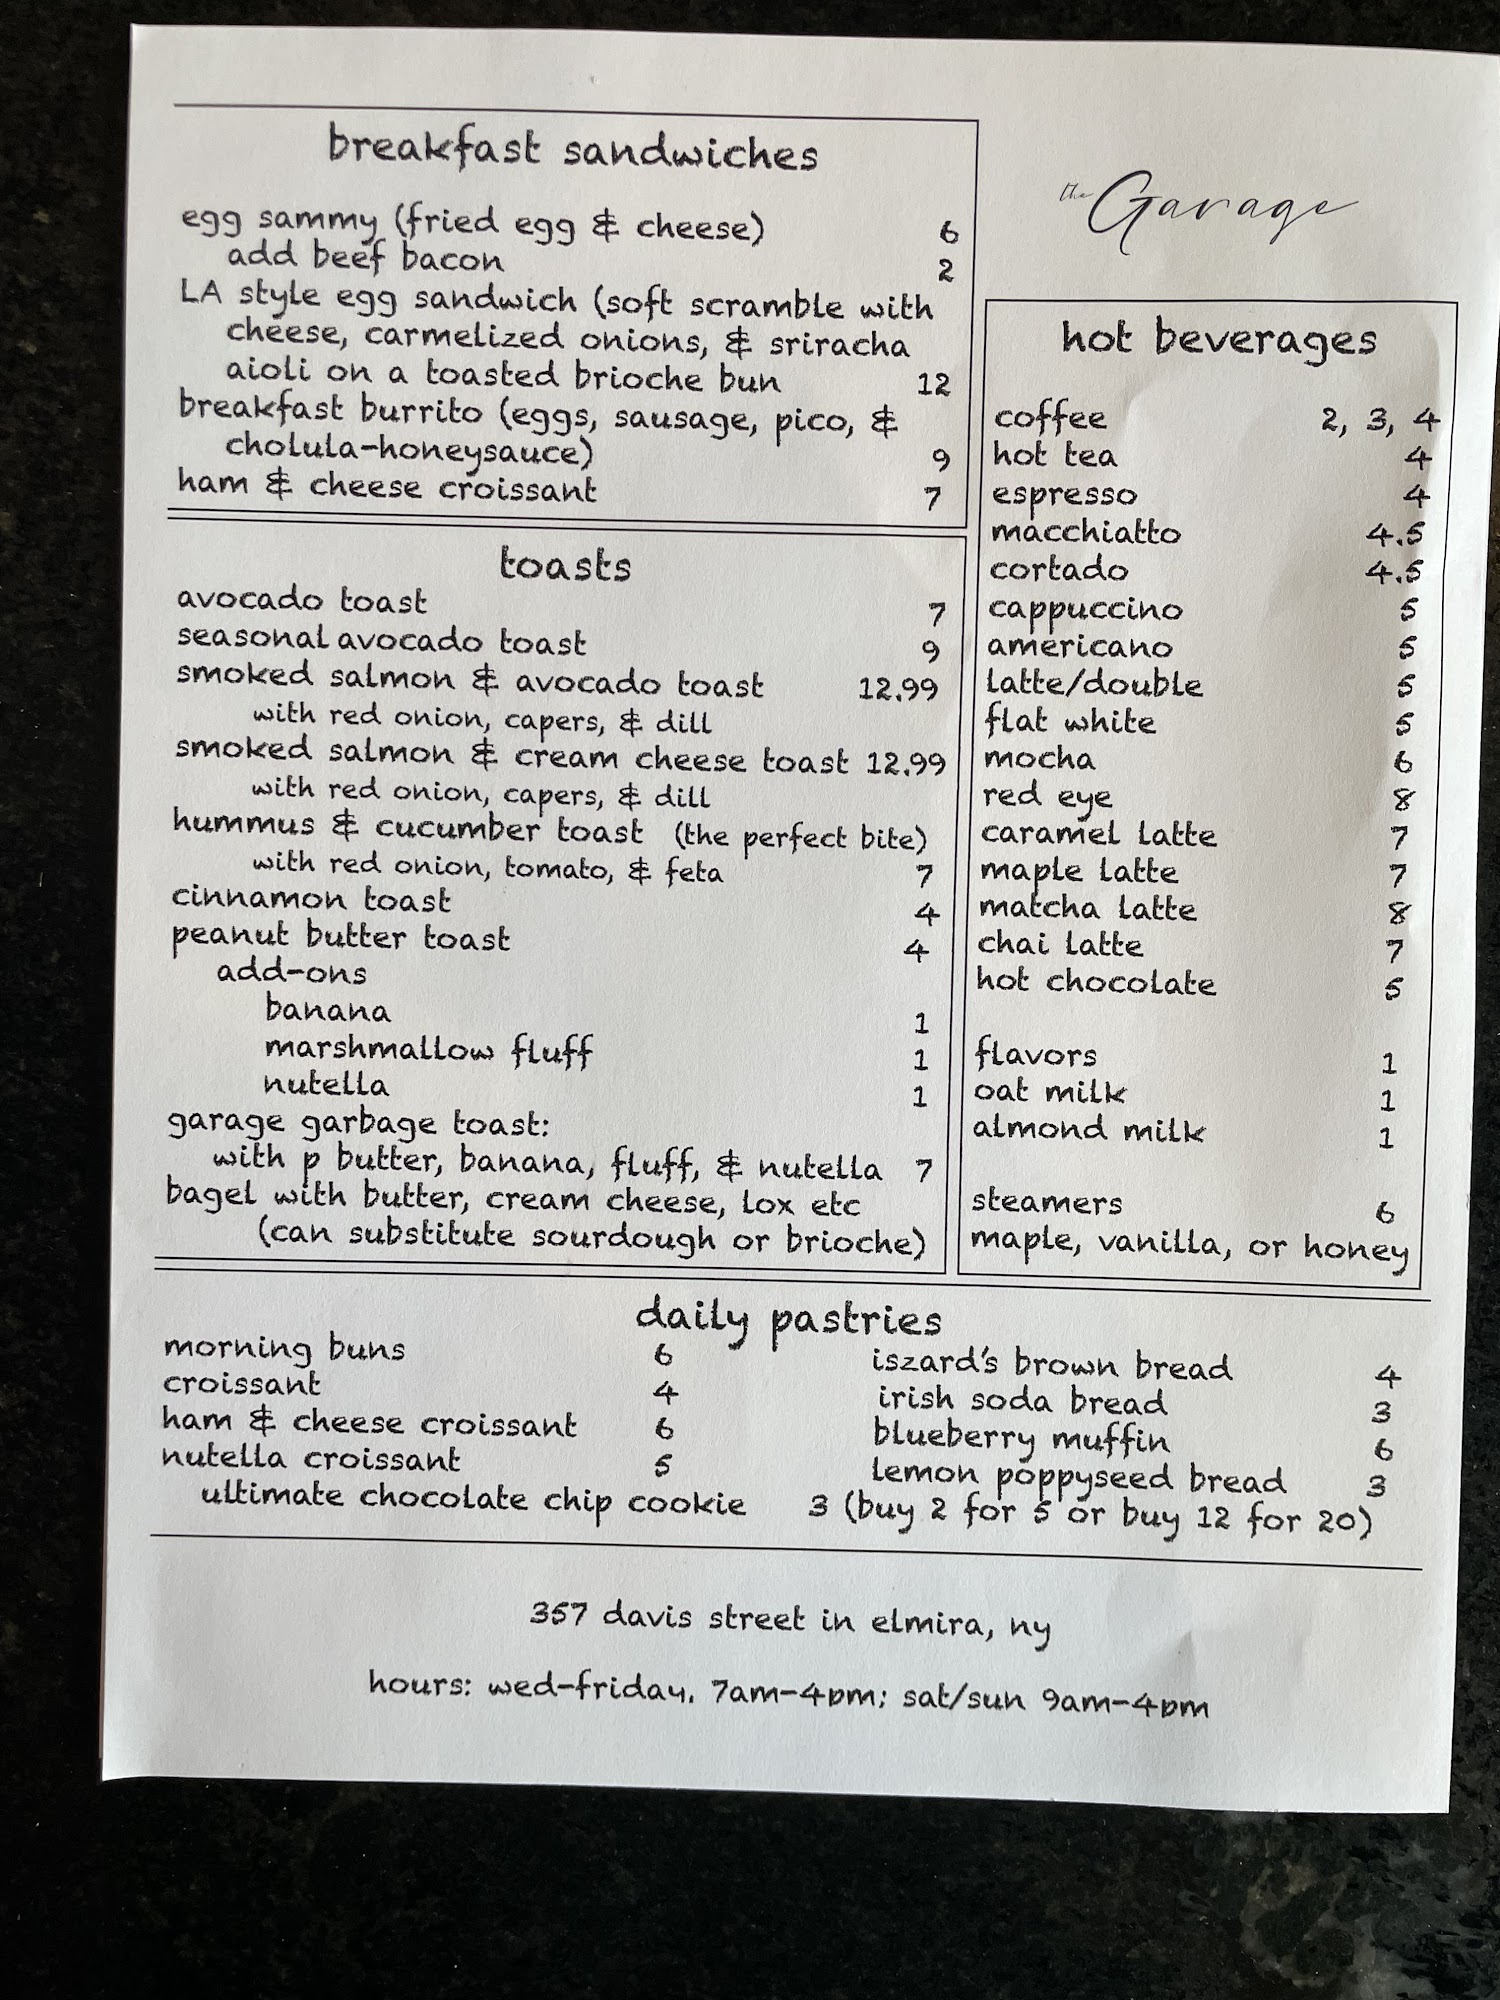 breakfast sandwiches
egg sammy (fried egg & cheese) 6
add beef bacon 2
LA style egg sandwich (soft scramble with
cheese, carmelized onions, & sriracha
aioli on a toasted brioche bun 12
breakfast burrito (eggs, sausage, pico, &
cholula-honeysauce) 9
ham & cheese croissant 7
toasts
avocado toast 7
seasonal avocado toast 9
smoked salmon & avocado toast 12.99
with red onion, capers, & dill
smoked salmon & cream cheese toast 12.99
with red onion, capers, & dill
hummus & cucumber toast (the perfect bite)
with red onion, tomato, & feta 7
cinnamon toast 4
peanut butter toast 4
add-ons
banana 1
marshmallow fluff 1
nutella 1
garage garbage toast:
with p butter, banana, fluff, & nutella 7
bagel with butter, cream cheese, lox etc
(can substitute sourdough or brioche)
the Garage
hot beverages
coffee 2, 3, 4
hot tea 4
espresso 4
macchiatto 4.5
cortado 4.5
cappuccino 5
americano 5
latte/double 5
flat white 5
mocha 6
red eye 8
caramel latte 7
maple latte 7
matcha latte 8
chai latte 7
hot chocolate 5
flavors 1
oat milk 1
almond milk 1
steamers 6
maple, vanilla, or honey
daily pastries
morning buns 6
croissant 4
ham & cheese croissant 6
nutella croissant 5
iszard's brown bread 4
irish soda bread 3
blueberry muffin 6
lemon poppyseed bread 3
ultimate chocolate chip cookie 3 (buy 2 for 5 or buy 12 for 20)
357 davis street in elmira, ny
hours: wed-friday, 7am-4pm; sat/sun 9am-4pm